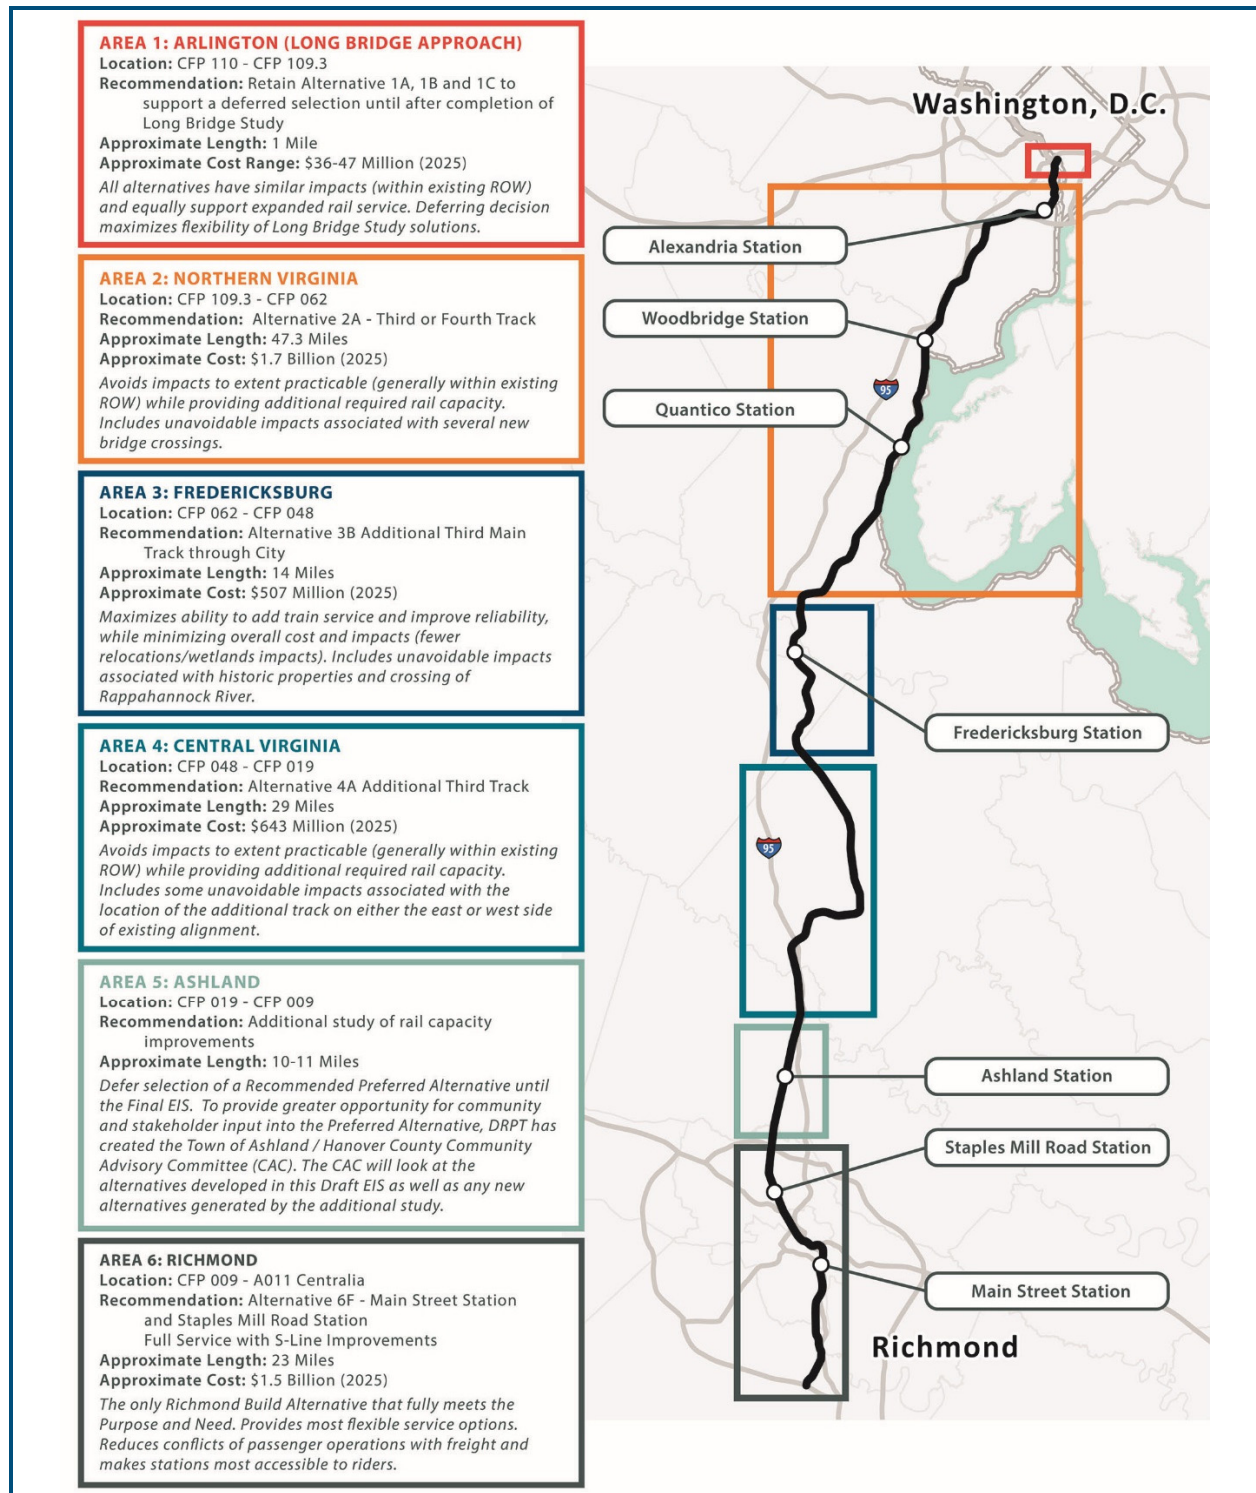 AREA 1: ARLINGTON (LONG BRIDGE APPROACH)
Location: CFP 110 - CFP 109.3
Recommendation: Retain Alternative 1A, 1B and 1C to
support a deferred selection until after completion of
Long Bridge Study
Approximate Length: 1 Mile
Approximate Cost Range: $36-47 Million (2025)
All alternatives have similar impacts (within existing ROW)
and equally support expanded rail service. Deferring decision
maximizes flexibility of Long Bridge Study solutions.
AREA 2: NORTHERN VIRGINIA
Location: CFP 109.3 - CFP 062
Recommendation: Alternative 2A - Third or Fourth Track
Approximate Length: 47.3 Miles
Approximate Cost: $1.7 Billion (2025)
Avoids impacts to extent practicable (generally within existing
ROW) while providing additional required rail capacity.
Includes unavoidable impacts associated with several new
bridge crossings.
AREA 3: FREDERICKSBURG
Location: CFP 062 - CFP 048
Recommendation: Alternative 3B Additional Third Main
Track through City
Approximate Length: 14 Miles
Approximate Cost: $507 Million (2025)
Maximizes ability to add train service and improve reliability,
while minimizing overall cost and impacts (fewer
relocations/wetlands impacts). Includes unavoidable impacts
associated with historic properties and crossing of
Rappahannock River.
AREA 4: CENTRAL VIRGINIA
Location: CFP 048 - CFP 019
Recommendation: Alternative 4A Additional Third Track
Approximate Length: 29 Miles
Approximate Cost: $643 Million (2025)
Avoids impacts to extent practicable (generally within existing
ROW) while providing additional required rail capacity.
Includes some unavoidable impacts associated with the
location of the additional track on either the east or west side
of existing alignment.
AREA 5: ASHLAND
Location: CFP 019 - CFP 009
Recommendation: Additional study of rail capacity
improvements
Approximate Length: 10-11 Miles
Defer selection of a Recommended Preferred Alternative until
the Final EIS. To provide greater opportunity for community
and stakeholder input into the Preferred Alternative, DRPT has
created the Town of Ashland / Hanover County Community
Advisory Committee (CAC). The CAC will look at the
alternatives developed in this Draft EIS as well as any new
alternatives generated by the additional study.
AREA 6: RICHMOND
Location: CFP 009 - A011 Centralia
Recommendation: Alternative 6F - Main Street Station
and Staples Mill Road Station
Full Service with S-Line Improvements
Approximate Length: 23 Miles
Approximate Cost: $1.5 Billion (2025)
The only Richmond Build Alternative that fully meets the
Purpose and Need. Provides most flexible service options.
Reduces conflicts of passenger operations with freight and
makes stations most accessible to riders.
Washington, D.C.
Alexandria Station
Woodbridge Station
95
Quantico Station
Fredericksburg Station
95
Ashland Station
Staples Mill Road Station
Main Street Station
Richmond